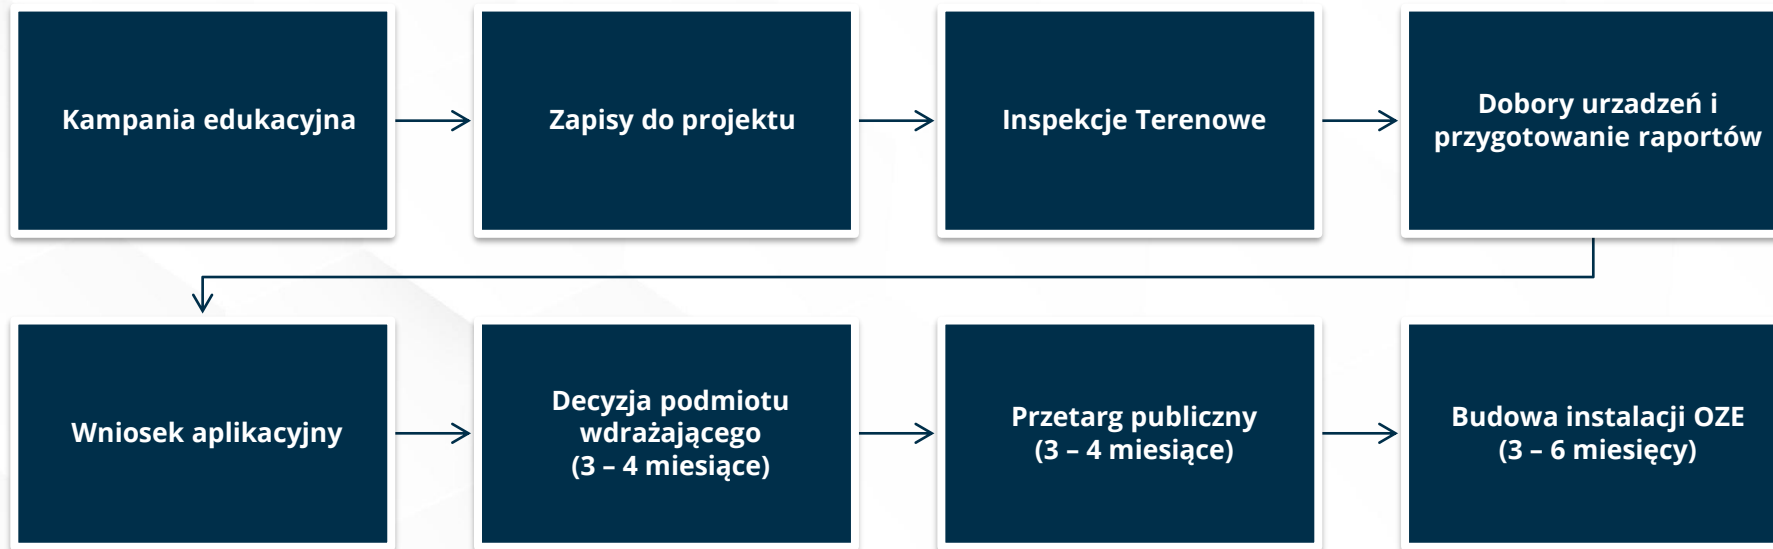 Kampania edukacyjna
Zapisy do projektu
Inspekcje Terenowe
Dobory urzadzeń i
przygotowanie raportów
Wniosek aplikacyjny
Decyzja podmiotu
wdrażającego
(3 – 4 miesiące)
Przetarg publiczny
(3 – 4 miesiące)
Budowa instalacji OZE
(3 – 6 miesięcy)